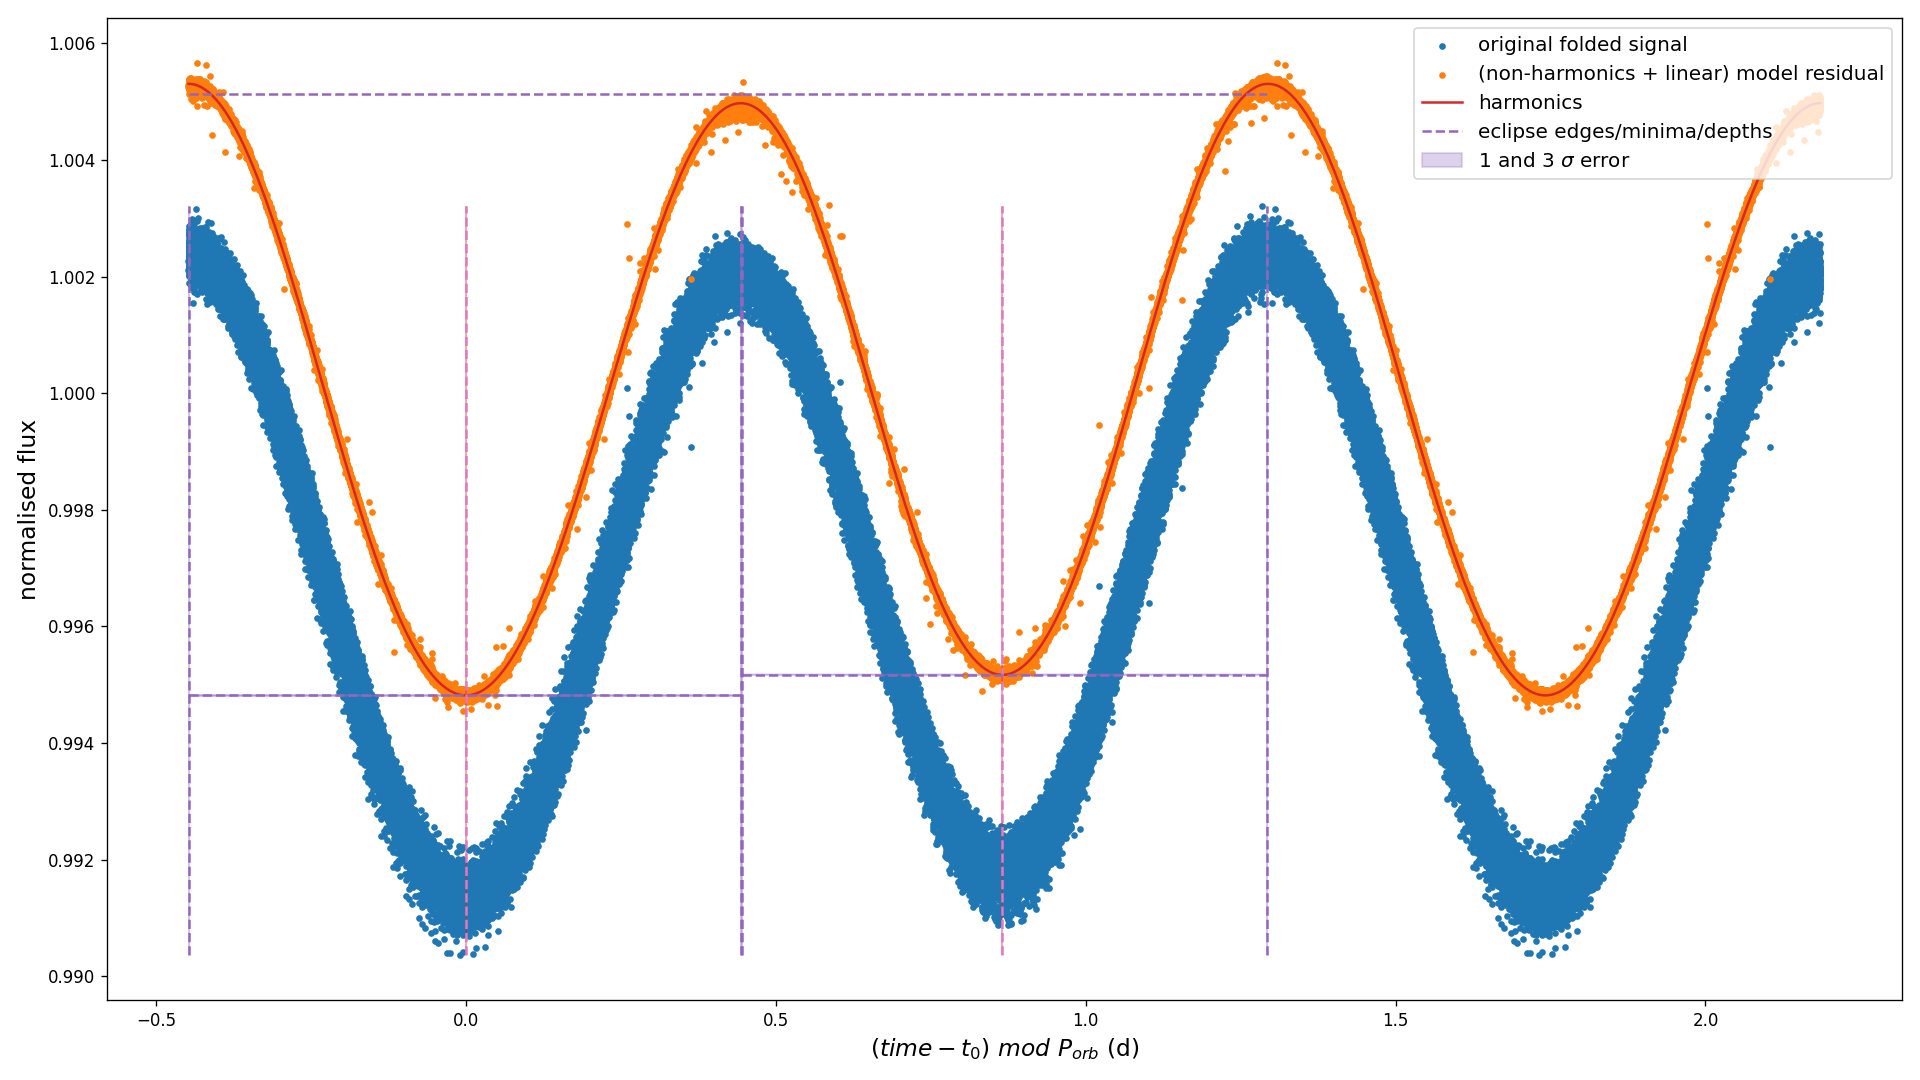 1.006
1.004
1.002
1.000
0.998
0.996
0.994
0.992
0.990
normalised flux
original folded signal
(non-harmonics + linear) model residual
harmonics
eclipse edges/minima/depths
1 and 3 σ error
−0.5 0.0 0.5 1.0 1.5 2.0
(time − t₀) mod Pₒᵣb (d)